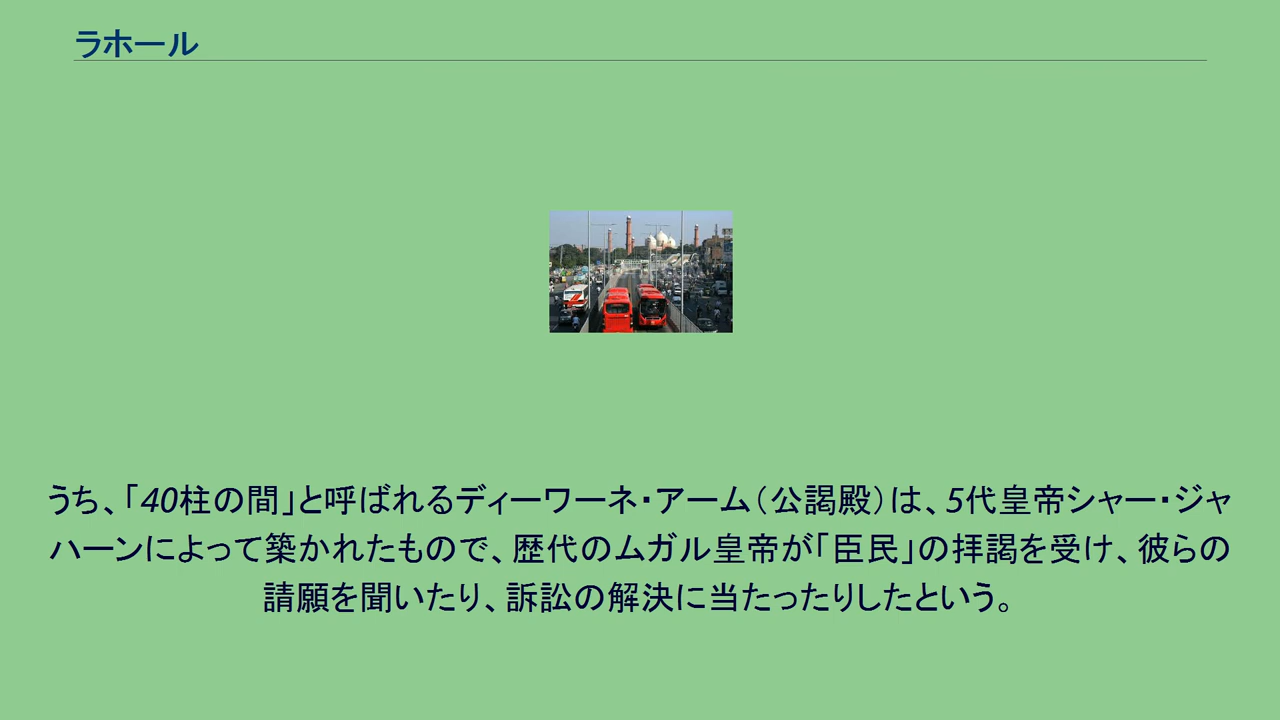 ラホール
うち、「40柱の間」と呼ばれるディーワーネ・アーム（公謁殿）は、5代皇帝シャー・ジャ
ハーンによって築かれたもので、歴代のムガル皇帝が「臣民」の拝謁を受け、彼らの
請願を聞いたり、訴訟の解決に当たったりしたという。